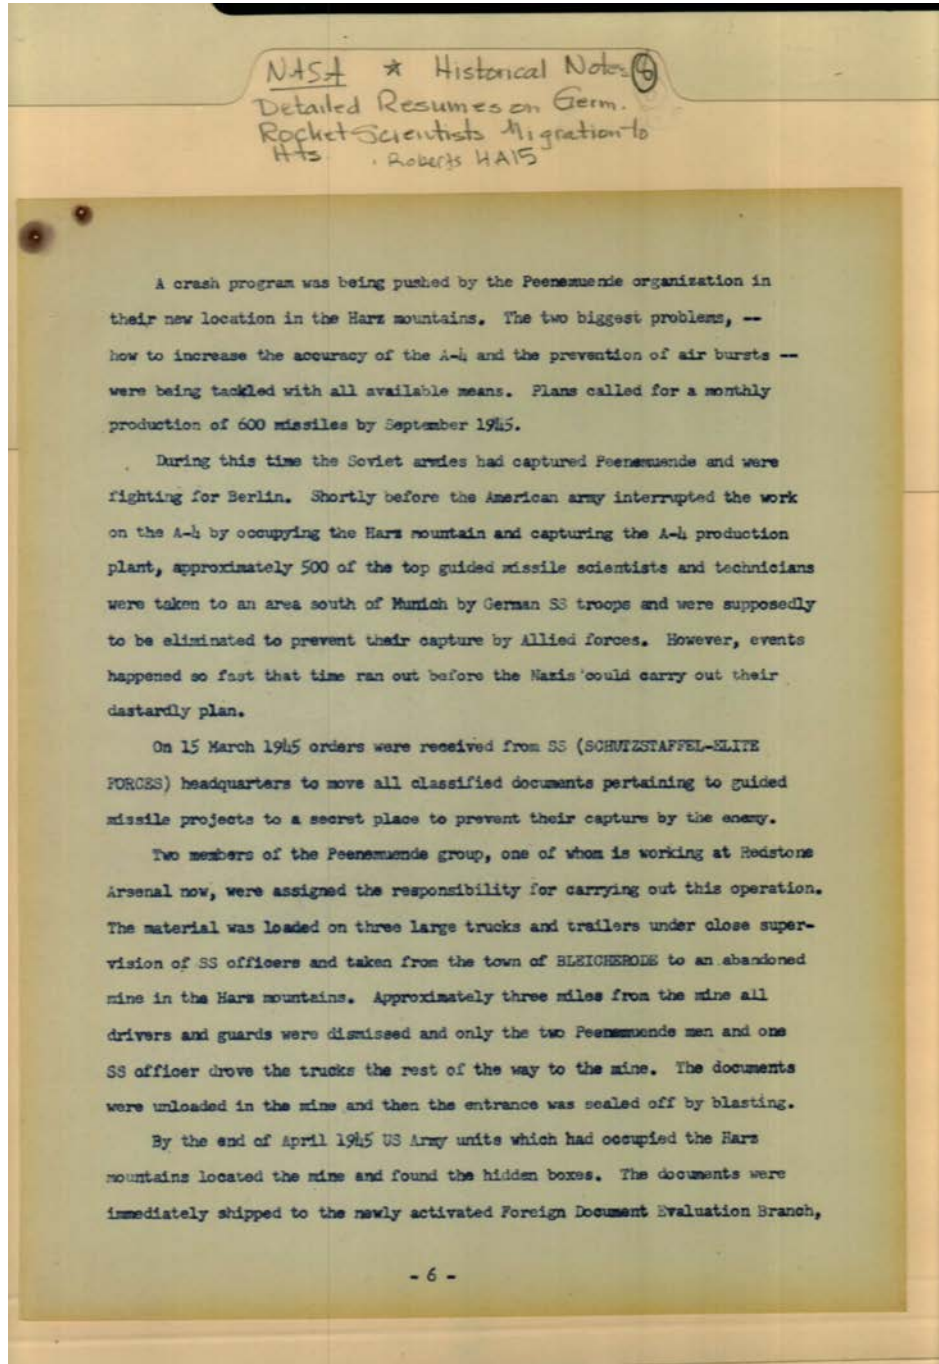 NASA * Historical Notes 6
Detailed Resumes on Germ.
Rocket Scientists Migration to
Hts. Roberts HA15
A crash program was being pushed by the Peenemuende organization in
their new location in the Harz mountains. The two biggest problems, --
how to increase the accuracy of the A-4 and the prevention of air bursts --
were being tackled with all available means. Plans called for a monthly
production of 600 missiles by September 1945.
During this time the Soviet armies had captured Peenemuende and were
fighting for Berlin. Shortly before the American army interrupted the work
on the A-4 by occupying the Harz mountain and capturing the A-4 production
plant, approximately 500 of the top guided missile scientists and technicians
were taken to an area south of Munich by German SS troops and were supposedly
to be eliminated to prevent their capture by Allied forces. However, events
happened so fast that time ran out before the Nazis could carry out their
dastardly plan.
On 15 March 1945 orders were received from SS (SCHUTZSTAFFEL-ELITE
FORCES) headquarters to move all classified documents pertaining to guided
missile projects to a secret place to prevent their capture by the enemy.
Two members of the Peenemuende group, one of whom is working at Redstone
Arsenal now, were assigned the responsibility for carrying out this operation.
The material was loaded on three large trucks and trailers under close super-
vision of SS officers and taken from the town of BLEICHERODE to an abandoned
mine in the Harz mountains. Approximately three miles from the mine all
drivers and guards were dismissed and only the two Peenemuende men and one
SS officer drove the trucks the rest of the way to the mine. The documents
were unloaded in the mine and then the entrance was sealed off by blasting.
By the end of April 1945 US Army units which had occupied the Harz
mountains located the mine and found the hidden boxes. The documents were
immediately shipped to the newly activated Foreign Document Evaluation Branch,
- 6 -